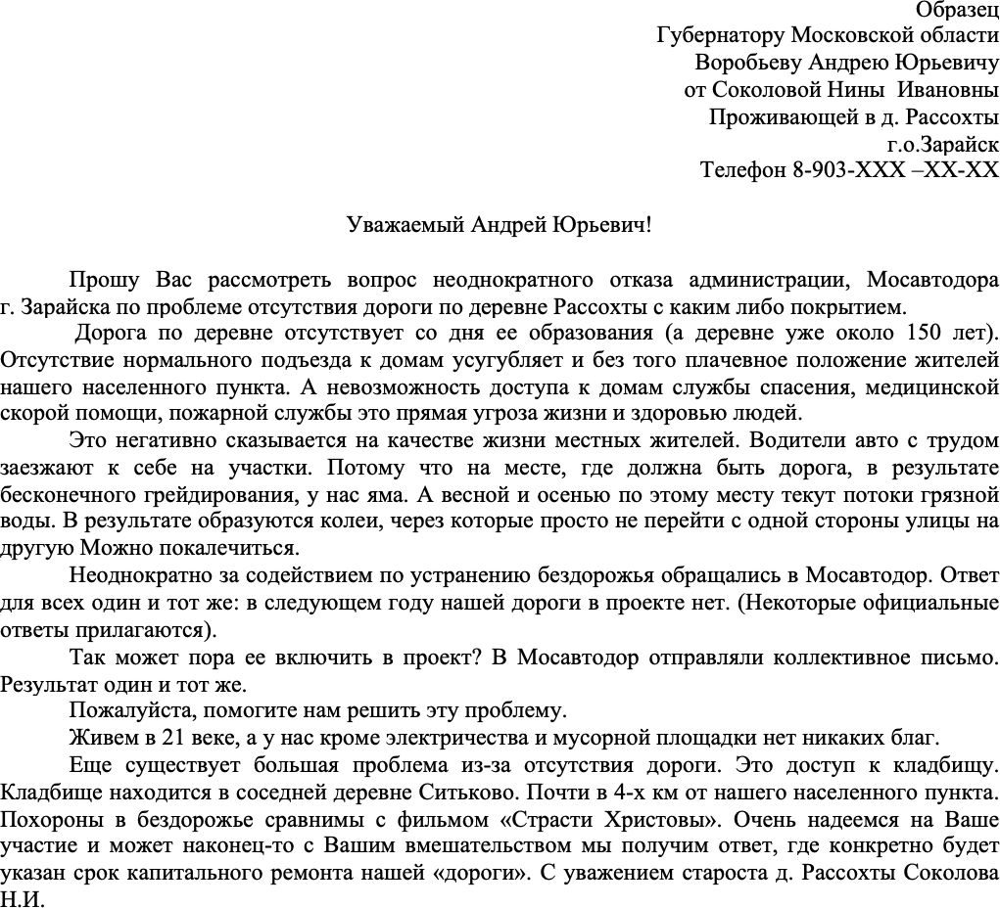 Образец
Губернатору Московской области
Воробьеву Андрею Юрьевичу
от Соколовой Нины  Ивановны
Проживающей в д. Рассохты
г.о.Зарайск
Телефон 8-903-ХХХ –ХХ-ХХ
Уважаемый Андрей Юрьевич!
Прошу Вас рассмотреть вопрос неоднократного отказа администрации, Мосавтодора
г. Зарайска по проблеме отсутствия дороги по деревне Рассохты с каким либо покрытием.
Дорога по деревне отсутствует со дня ее образования (а деревне уже около 150 лет).
Отсутствие нормального подъезда к домам усугубляет и без того плачевное положение жителей
нашего населенного пункта. А невозможность доступа к домам службы спасения, медицинской
скорой помощи, пожарной службы это прямая угроза жизни и здоровью людей.
Это негативно сказывается на качестве жизни местных жителей. Водители авто с трудом
заезжают к себе на участки. Потому что на месте, где должна быть дорога, в результате
бесконечного грейдирования, у нас яма. А весной и осенью по этому месту текут потоки грязной
воды. В результате образуются колеи, через которые просто не перейти с одной стороны улицы на
другую Можно покалечиться.
Неоднократно за содействием по устранению бездорожья обращались в Мосавтодор. Ответ
для всех один и тот же: в следующем году нашей дороги в проекте нет. (Некоторые официальные
ответы прилагаются).
Так может пора ее включить в проект? В Мосавтодор отправляли коллективное письмо.
Результат один и тот же.
Пожалуйста, помогите нам решить эту проблему.
Живем в 21 веке, а у нас кроме электричества и мусорной площадки нет никаких благ.
Еще существует большая проблема из-за отсутствия дороги. Это доступ к кладбищу.
Кладбище находится в соседней деревне Ситьково. Почти в 4-х км от нашего населенного пункта.
Похороны в бездорожье сравнимы с фильмом «Страсти Христовы». Очень надеемся на Ваше
участие и может наконец-то с Вашим вмешательством мы получим ответ, где конкретно будет
указан срок капитального ремонта нашей «дороги». С уважением староста д. Рассохты Соколова
Н.И.